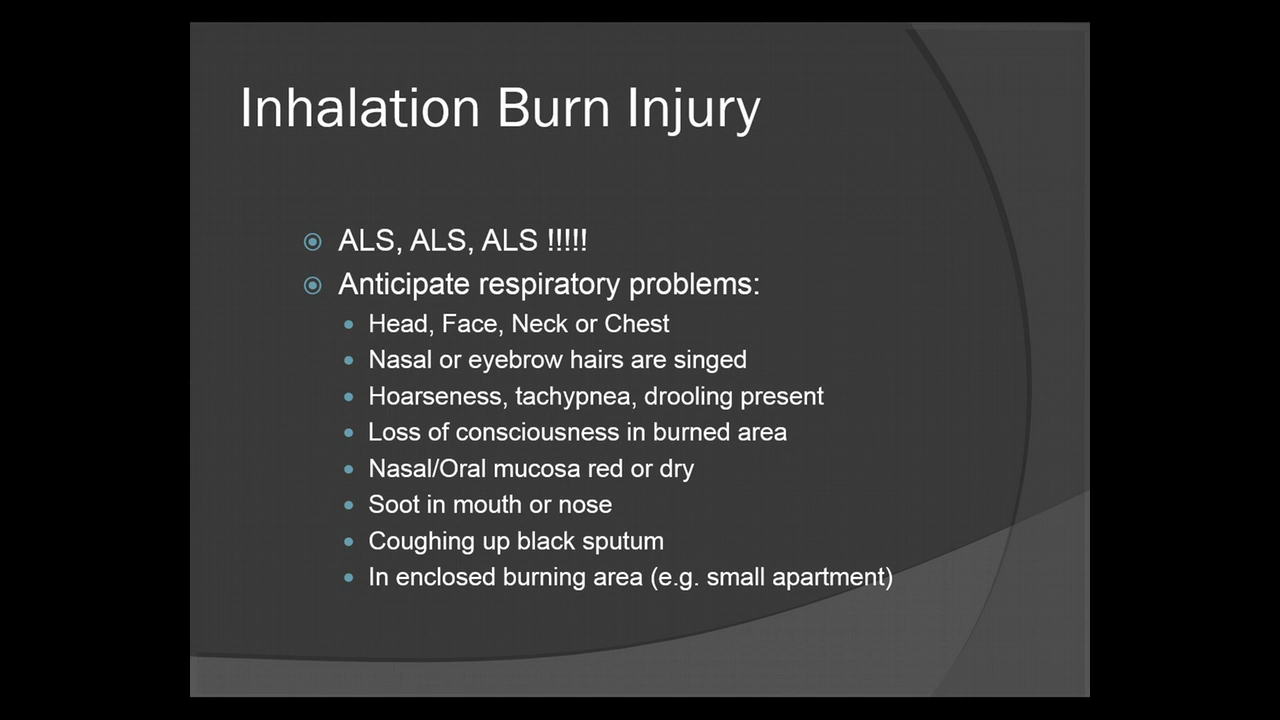 Inhalation Burn Injury
ALS, ALS, ALS !!!!!
Anticipate respiratory problems:
Head, Face, Neck or Chest
Nasal or eyebrow hairs are singed
Hoarseness, tachypnea, drooling present
Loss of consciousness in burned area
Nasal/Oral mucosa red or dry
Soot in mouth or nose
Coughing up black sputum
In enclosed burning area (e.g. small apartment)